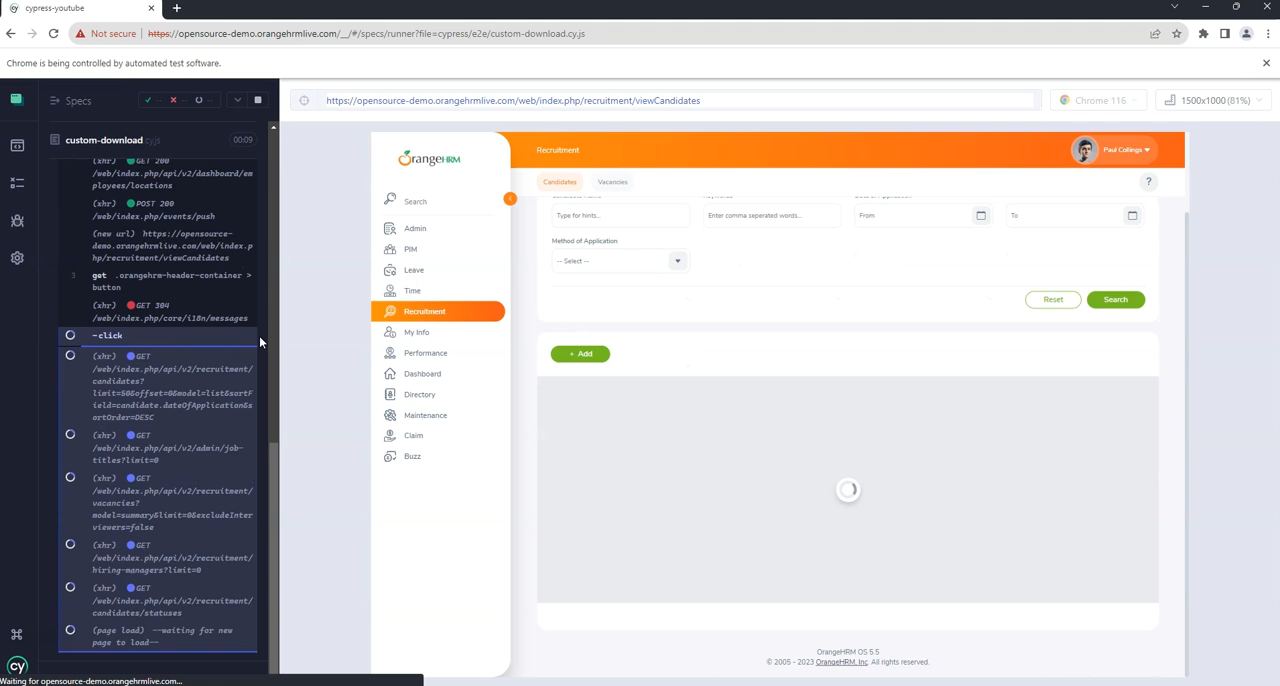 cypress-youtube
Not secure
https://opensource-demo.orangehrmlive.com/__/#/specs/runner?file=cypress/e2e/custom-download.cy.js
Chrome is being controlled by automated test software.
Specs
-- -- --
custom-download cy.js
00:09
(xhr) GET 200
/web/index.php/api/v2/dashboard/em
ployees/locations
(xhr) POST 200
/web/index.php/events/push
(new url) https://opensource-
demo.orangehrmlive.com/web/index.p
hp/recruitment/viewCandidates
3 get .orangehrm-header-container >
button
(xhr) GET 304
/web/index.php/core/i18n/messages
-click
(xhr) GET
/web/index.php/api/v2/recruitment/
candidates?
limit=50&offset=0&model=list&sortF
ield=candidate.dateOfApplication&s
ortOrder=DESC
(xhr) GET
/web/index.php/api/v2/admin/job-
titles?limit=0
(xhr) GET
/web/index.php/api/v2/recruitment/
vacancies?
model=summary&limit=0&excludeInter
viewers=false
(xhr) GET
/web/index.php/api/v2/recruitment/
hiring-managers?limit=0
(xhr) GET
/web/index.php/api/v2/recruitment/
candidates/statuses
(page load) --waiting for new
page to load--
cy
Waiting for opensource-demo.orangehrmlive.com...
https://opensource-demo.orangehrmlive.com/web/index.php/recruitment/viewCandidates
Chrome 116
1500x1000 (81%)
OrangeHRM
Search
Admin
PIM
Leave
Time
Recruitment
My Info
Performance
Dashboard
Directory
Maintenance
Claim
Buzz
Recruitment
Paul Collings
Candidates
Vacancies
?
Type for hints...
Enter comma seperated words...
From
To
Method of Application
-- Select --
Reset
Search
+ Add
OrangeHRM OS 5.5
© 2005 - 2023 OrangeHRM, Inc. All rights reserved.